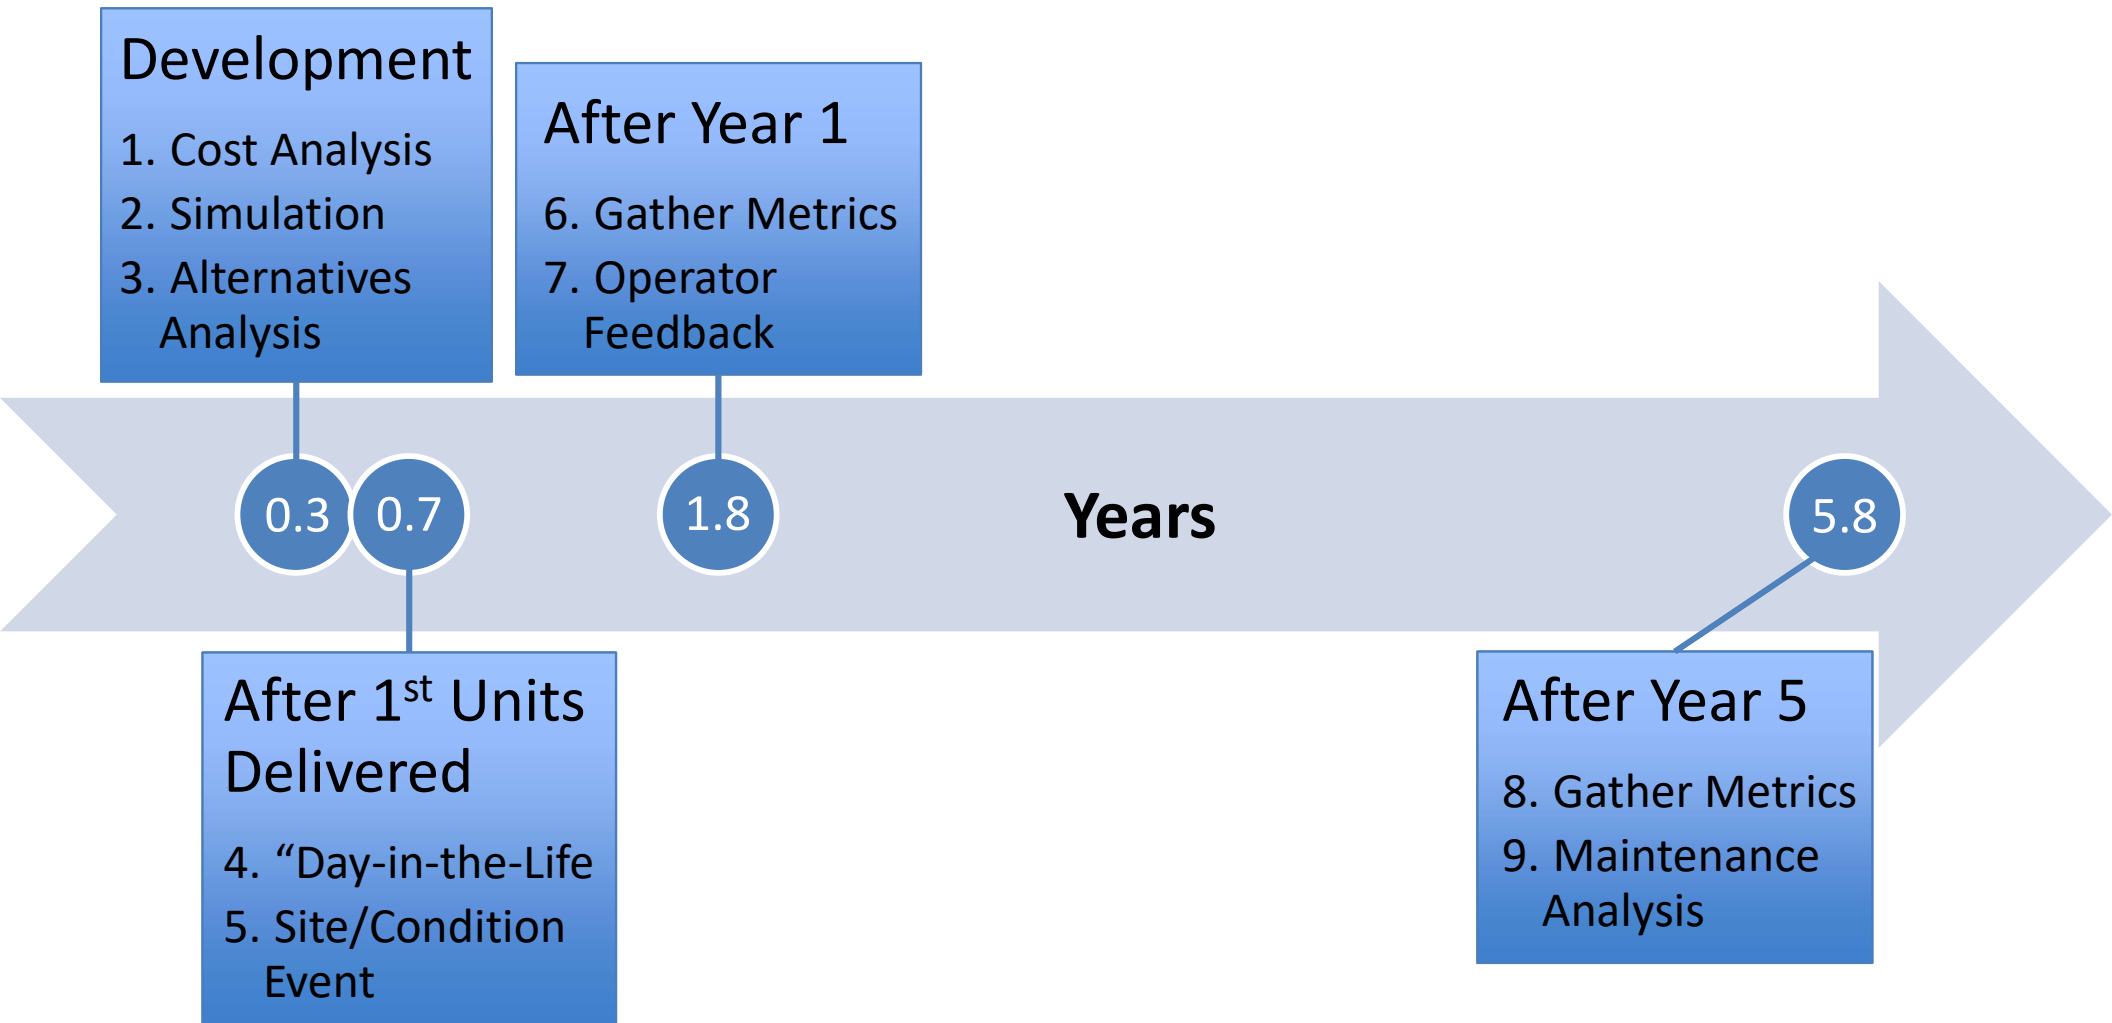 Development
1. Cost Analysis
2. Simulation
3. Alternatives
Analysis
After Year 1
6. Gather Metrics
7. Operator
Feedback
0.3
0.7
1.8
Years
5.8
After 1st Units
Delivered
4. “Day-in-the-Life
5. Site/Condition
Event
After Year 5
8. Gather Metrics
9. Maintenance
Analysis